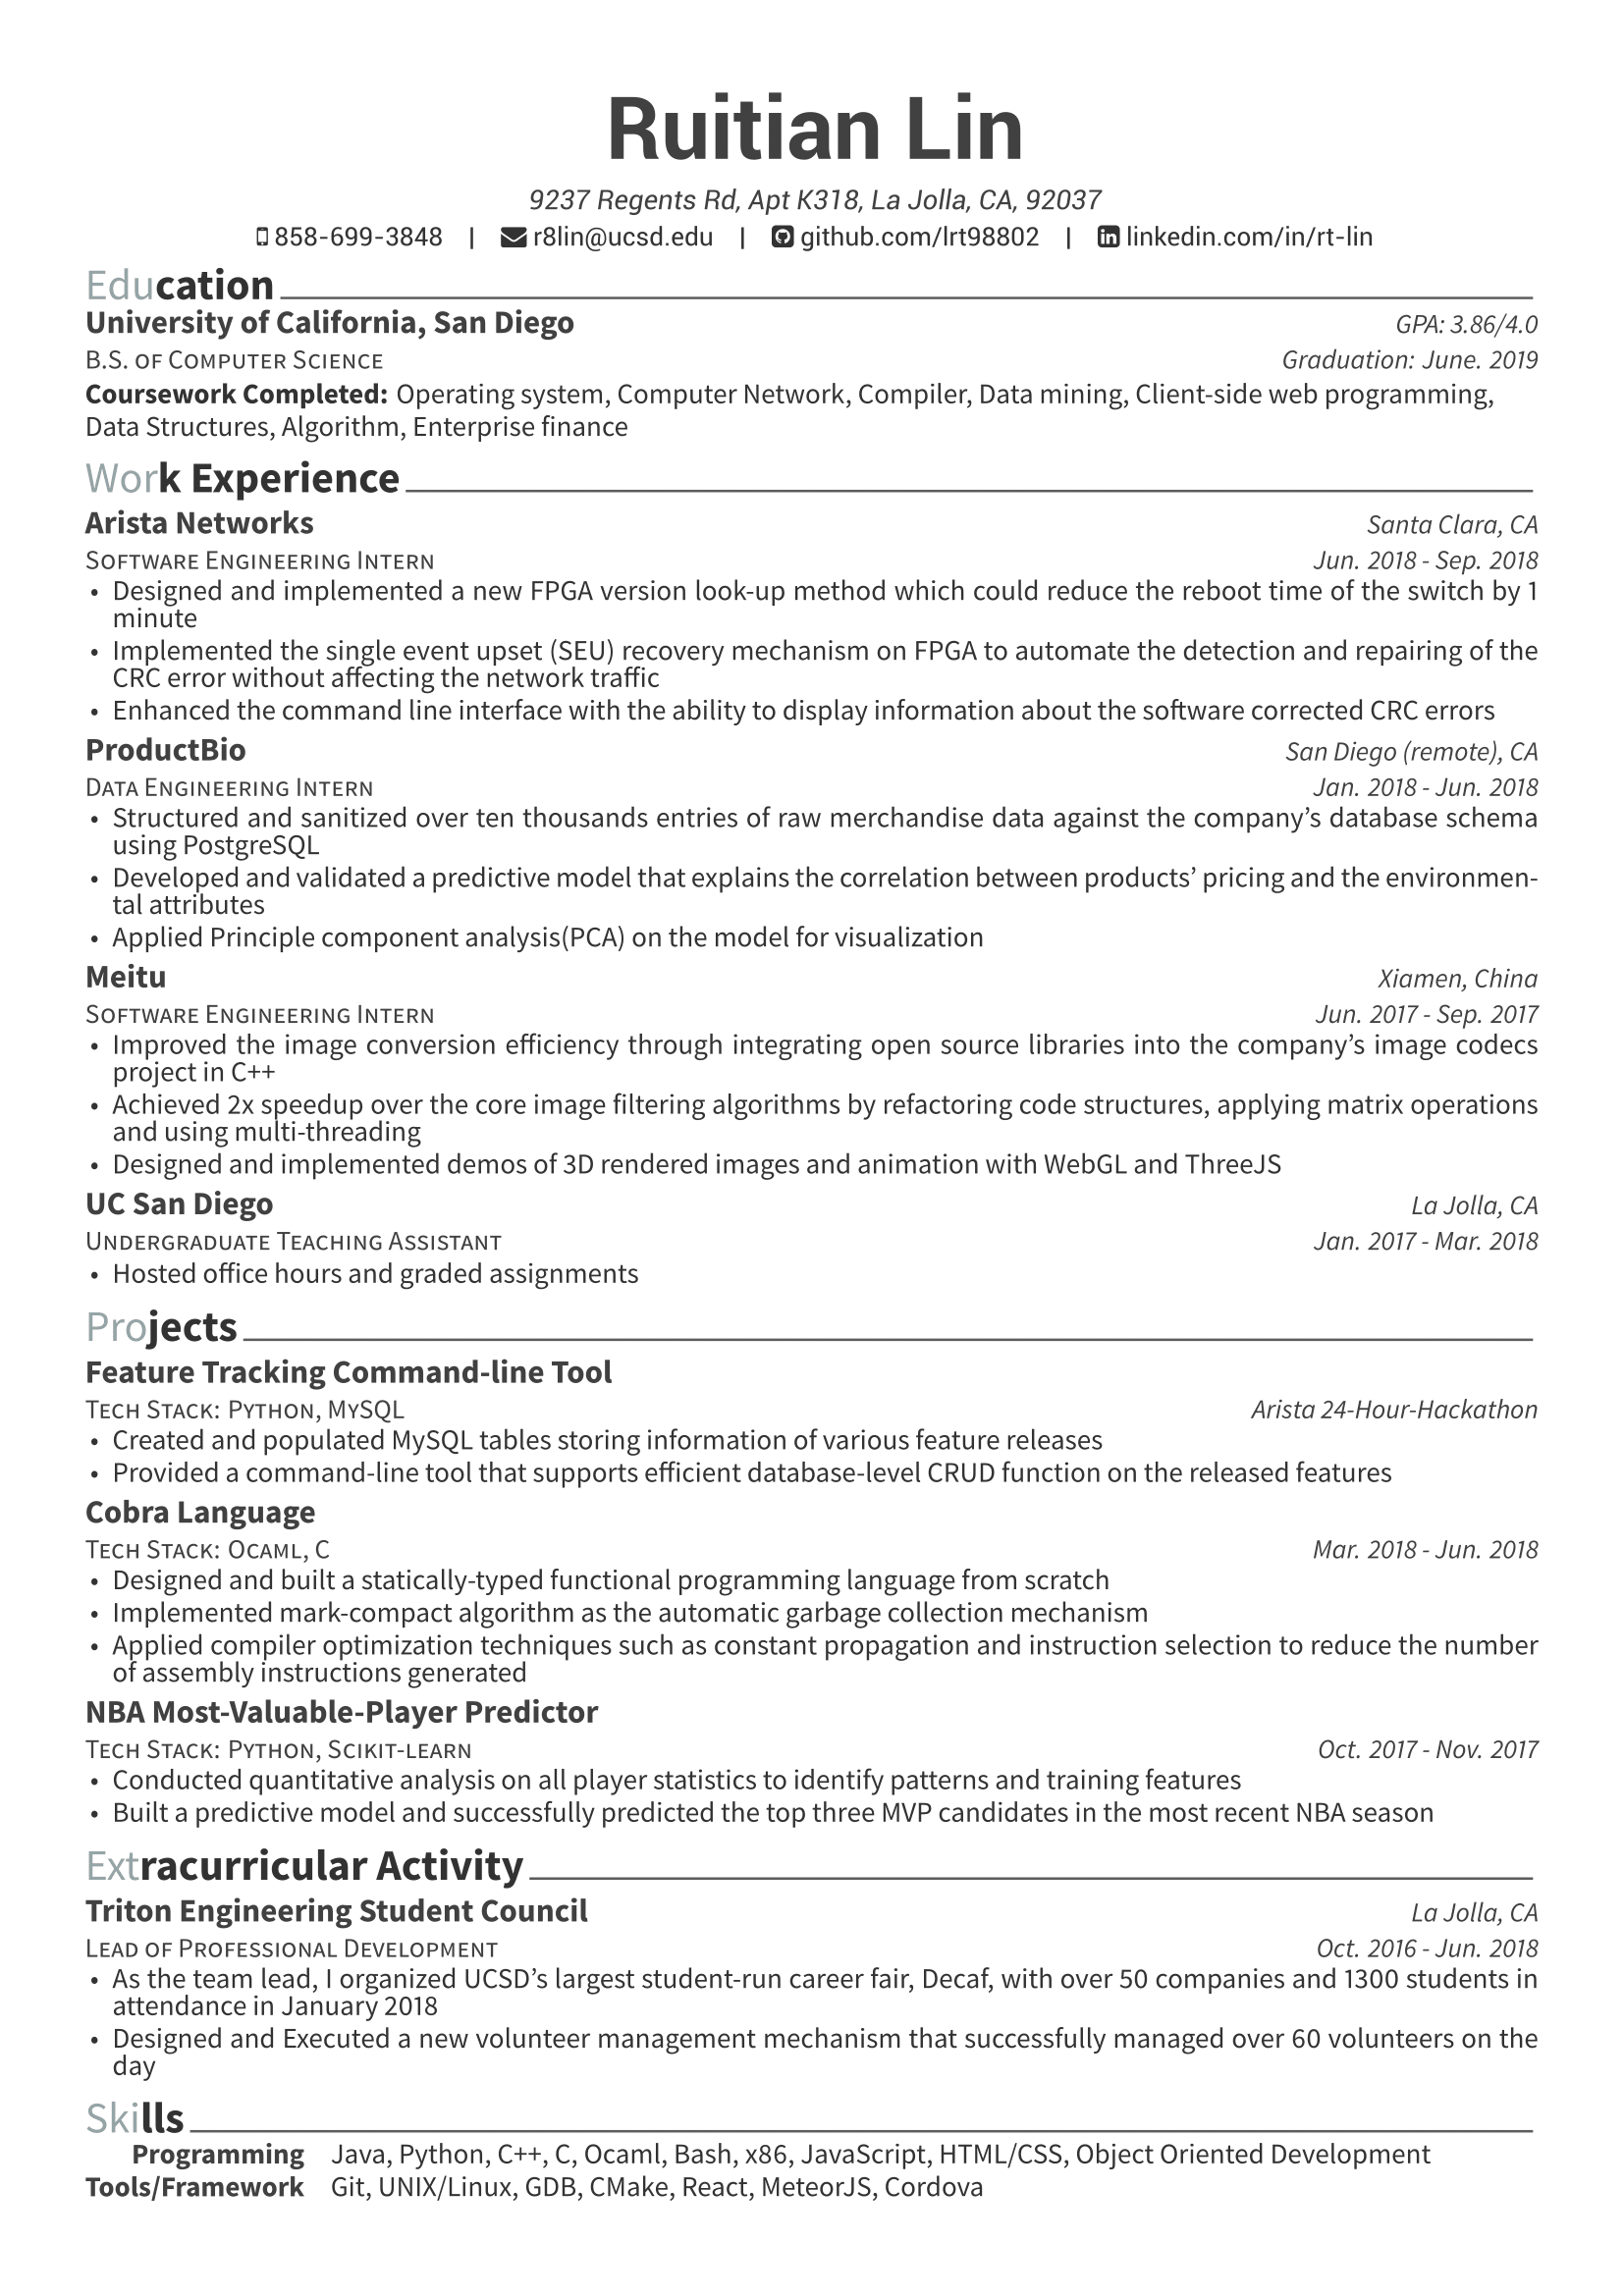 Ruitian Lin
9237 Regents Rd, Apt K318, La Jolla, CA, 92037
858-699-3848 | r8lin@ucsd.edu | github.com/lrt98802 | linkedin.com/in/rt-lin
Education
University of California, San Diego GPA: 3.86/4.0
B.S. of Computer Science Graduation: June. 2019
Coursework Completed: Operating system, Computer Network, Compiler, Data mining, Client-side web programming,
Data Structures, Algorithm, Enterprise finance
Work Experience
Arista Networks Santa Clara, CA
Software Engineering Intern Jun. 2018 - Sep. 2018
• Designed and implemented a new FPGA version look-up method which could reduce the reboot time of the switch by 1
minute
• Implemented the single event upset (SEU) recovery mechanism on FPGA to automate the detection and repairing of the
CRC error without affecting the network traffic
• Enhanced the command line interface with the ability to display information about the software corrected CRC errors
ProductBio San Diego (remote), CA
Data Engineering Intern Jan. 2018 - Jun. 2018
• Structured and sanitized over ten thousands entries of raw merchandise data against the company's database schema
using PostgreSQL
• Developed and validated a predictive model that explains the correlation between products' pricing and the environmen-
tal attributes
• Applied Principle component analysis(PCA) on the model for visualization
Meitu Xiamen, China
Software Engineering Intern Jun. 2017 - Sep. 2017
• Improved the image conversion efficiency through integrating open source libraries into the company's image codecs
project in C++
• Achieved 2x speedup over the core image filtering algorithms by refactoring code structures, applying matrix operations
and using multi-threading
• Designed and implemented demos of 3D rendered images and animation with WebGL and ThreeJS
UC San Diego La Jolla, CA
Undergraduate Teaching Assistant Jan. 2017 - Mar. 2018
• Hosted office hours and graded assignments
Projects
Feature Tracking Command-line Tool
Tech Stack: Python, MySQL Arista 24-Hour-Hackathon
• Created and populated MySQL tables storing information of various feature releases
• Provided a command-line tool that supports efficient database-level CRUD function on the released features
Cobra Language
Tech Stack: Ocaml, C Mar. 2018 - Jun. 2018
• Designed and built a statically-typed functional programming language from scratch
• Implemented mark-compact algorithm as the automatic garbage collection mechanism
• Applied compiler optimization techniques such as constant propagation and instruction selection to reduce the number
of assembly instructions generated
NBA Most-Valuable-Player Predictor
Tech Stack: Python, Scikit-learn Oct. 2017 - Nov. 2017
• Conducted quantitative analysis on all player statistics to identify patterns and training features
• Built a predictive model and successfully predicted the top three MVP candidates in the most recent NBA season
Extracurricular Activity
Triton Engineering Student Council La Jolla, CA
Lead of Professional Development Oct. 2016 - Jun. 2018
• As the team lead, I organized UCSD's largest student-run career fair, Decaf, with over 50 companies and 1300 students in
attendance in January 2018
• Designed and Executed a new volunteer management mechanism that successfully managed over 60 volunteers on the
day
Skills
Programming Java, Python, C++, C, Ocaml, Bash, x86, JavaScript, HTML/CSS, Object Oriented Development
Tools/Framework Git, UNIX/Linux, GDB, CMake, React, MeteorJS, Cordova